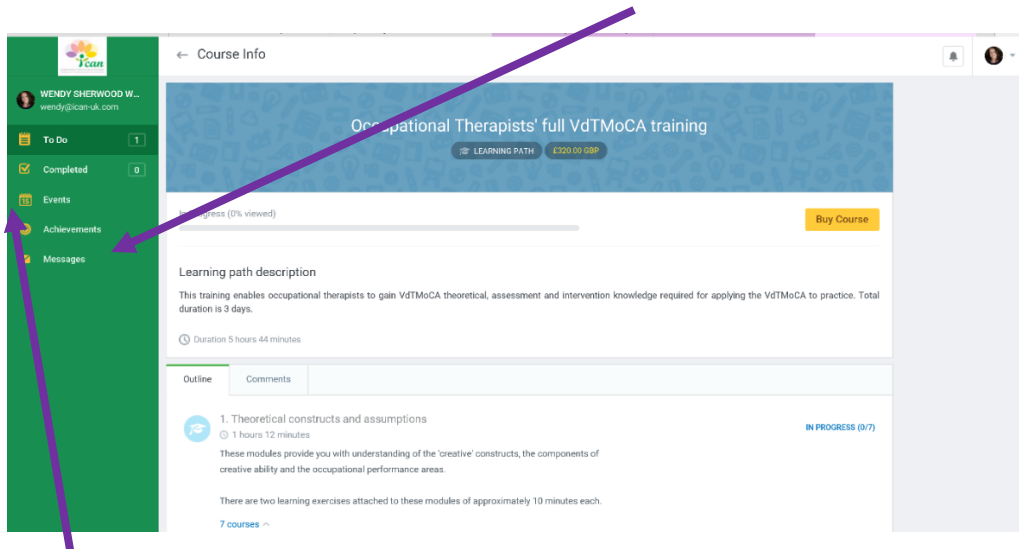 ican
← Course Info
WENDY SHERWOOD W...
wendy@ican-uk.com
To Do 1
Completed 0
Events
Achievements
Messages
Occupational Therapists' full VdTMoCA training
LEARNING PATH £320.00 GBP
(0% viewed)
Buy Course
Learning path description
This training enables occupational therapists to gain VdTMoCA theoretical, assessment and intervention knowledge required for applying the VdTMoCA to practice. Total
duration is 3 days.
Duration 5 hours 44 minutes
Outline Comments
1. Theoretical constructs and assumptions
1 hours 12 minutes
IN PROGRESS (0/7)
These modules provide you with understanding of the 'creative' constructs, the components of
creative ability and the occupational performance areas.
There are two learning exercises attached to these modules of approximately 10 minutes each.
7 courses